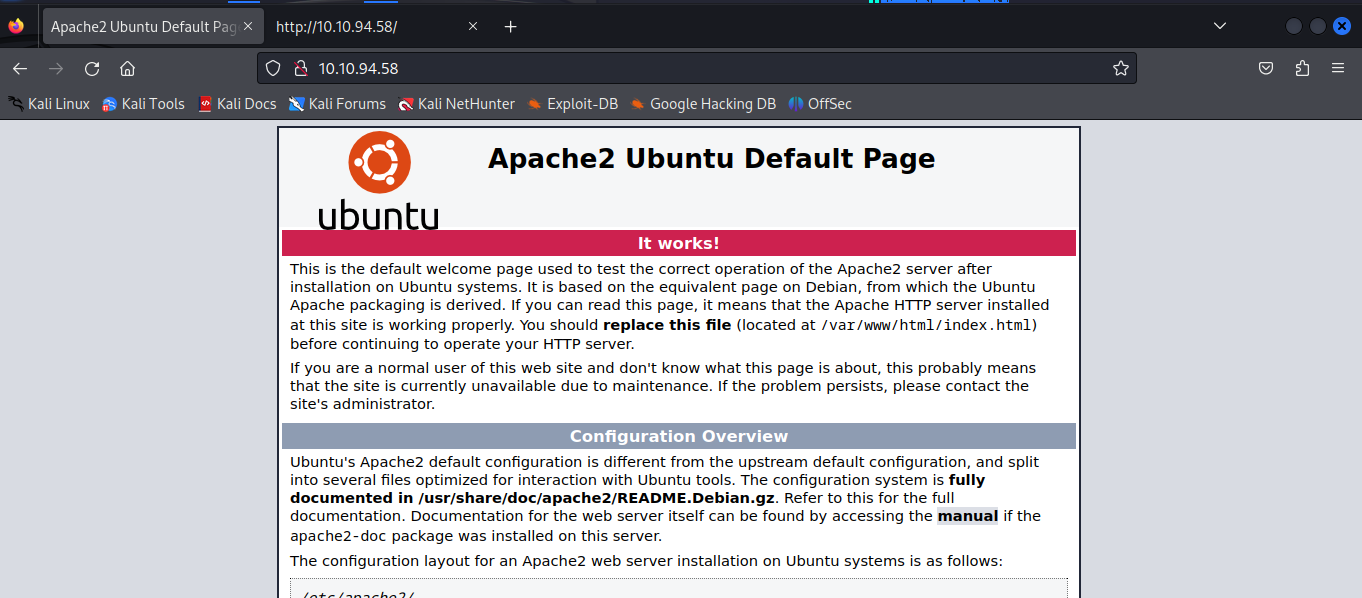 Apache2 Ubuntu Default Pag
http://10.10.94.58/
10.10.94.58
Kali Linux Kali Tools Kali Docs Kali Forums Kali NetHunter Exploit-DB Google Hacking DB OffSec
ubuntu
Apache2 Ubuntu Default Page
It works!
This is the default welcome page used to test the correct operation of the Apache2 server after
installation on Ubuntu systems. It is based on the equivalent page on Debian, from which the Ubuntu
Apache packaging is derived. If you can read this page, it means that the Apache HTTP server installed
at this site is working properly. You should replace this file (located at /var/www/html/index.html)
before continuing to operate your HTTP server.
If you are a normal user of this web site and don't know what this page is about, this probably means
that the site is currently unavailable due to maintenance. If the problem persists, please contact the
site's administrator.
Configuration Overview
Ubuntu's Apache2 default configuration is different from the upstream default configuration, and split
into several files optimized for interaction with Ubuntu tools. The configuration system is fully
documented in /usr/share/doc/apache2/README.Debian.gz. Refer to this for the full
documentation. Documentation for the web server itself can be found by accessing the manual if the
apache2-doc package was installed on this server.
The configuration layout for an Apache2 web server installation on Ubuntu systems is as follows:
/etc/apache2/